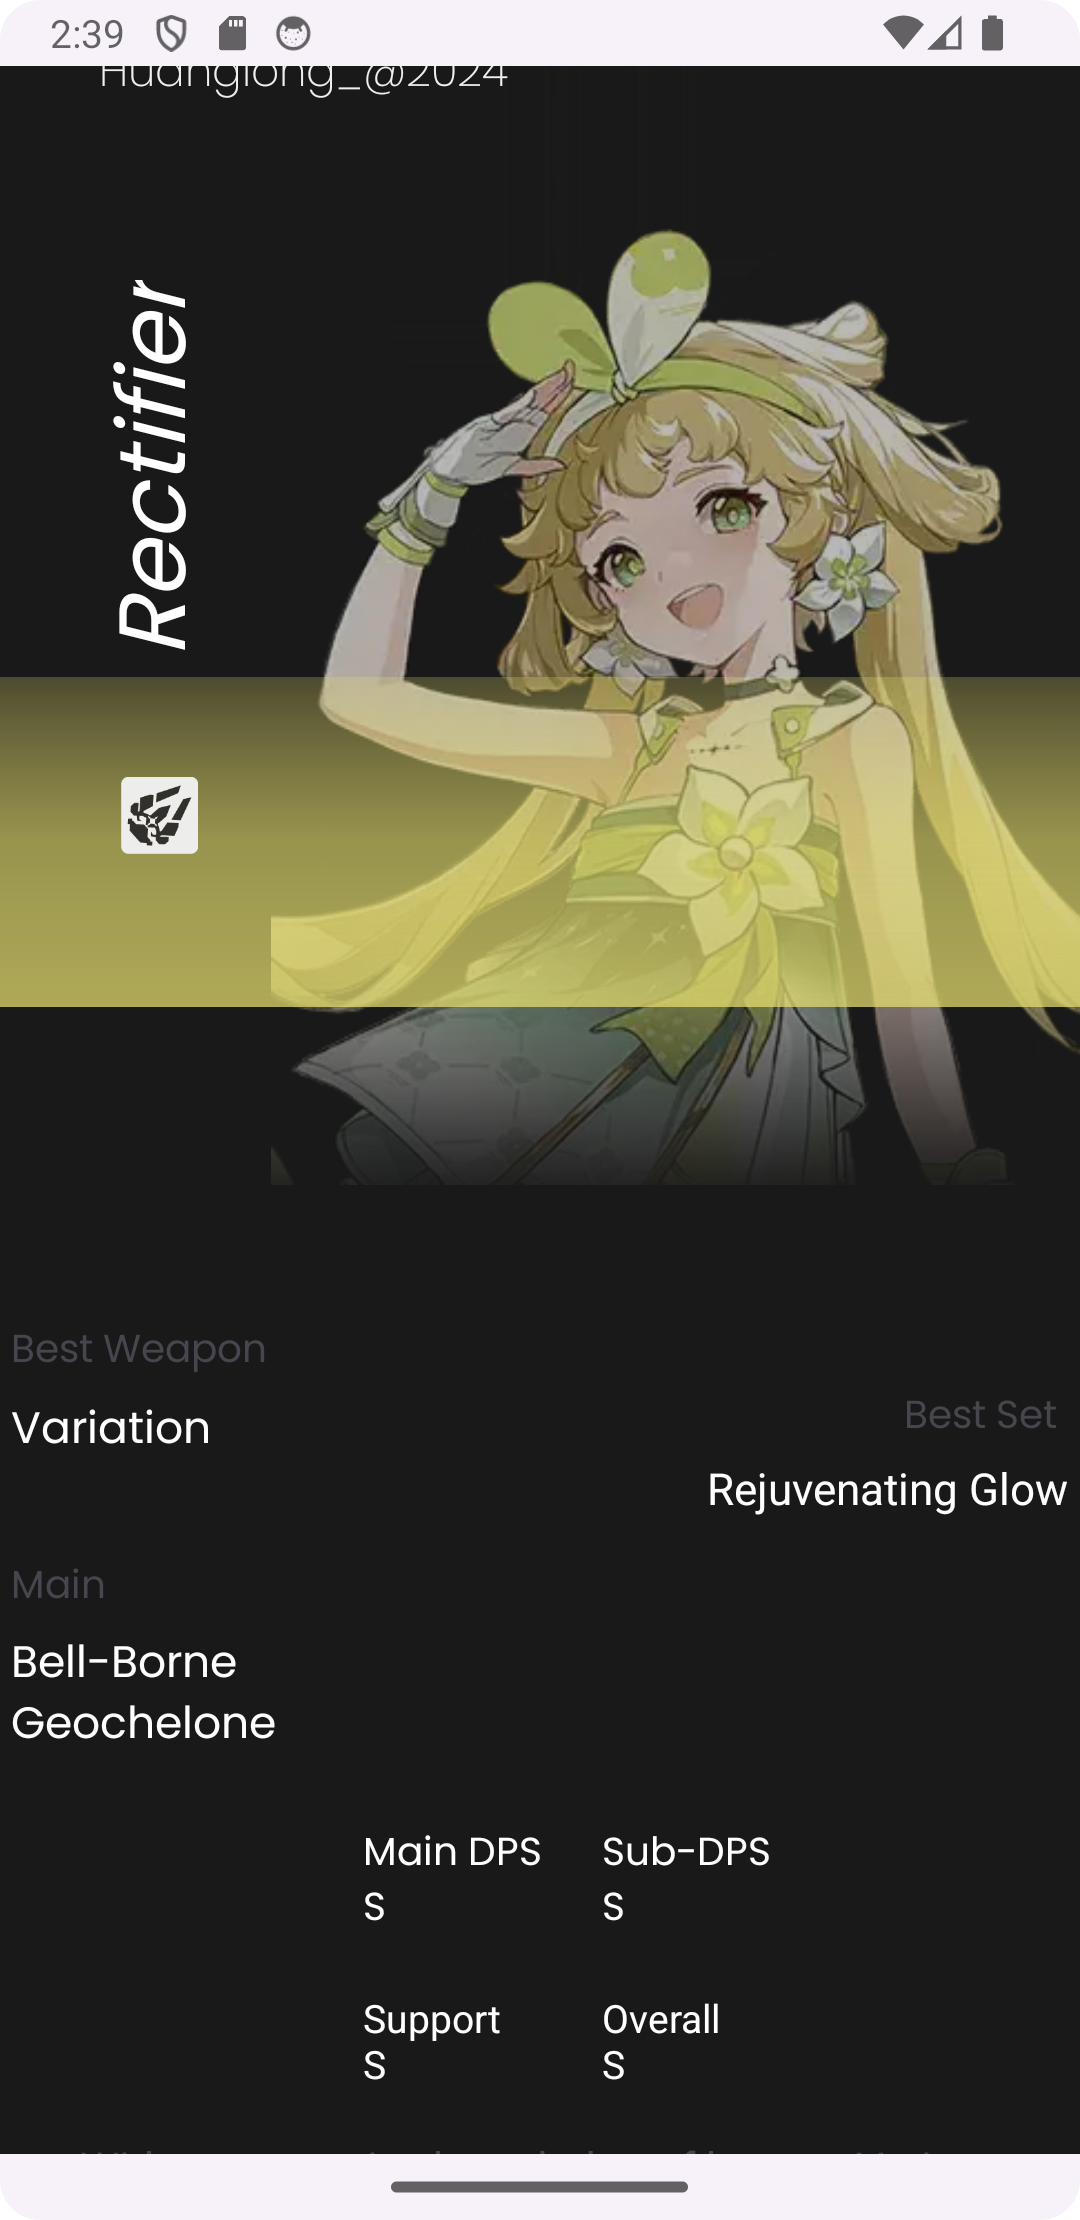 2:39
Huanglong_@2024
Rectifier
Best Weapon
Variation
Best Set
Rejuvenating Glow
Main
Bell-Borne
Geochelone
Main DPS
Sub-DPS
S
S
Support
Overall
S
S